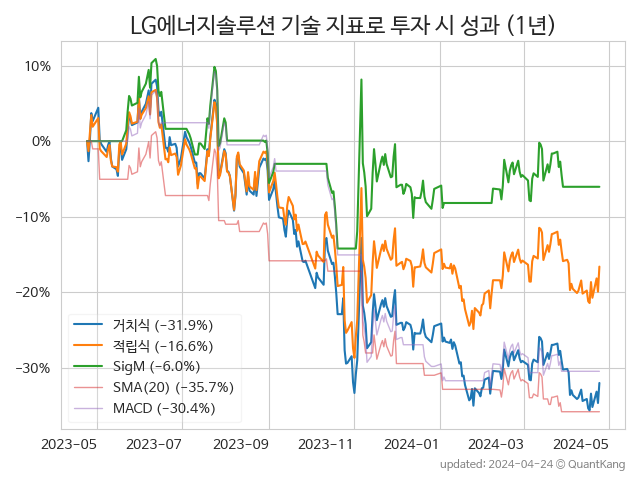 LG에너지솔루션 기술 지표로 투자 시 성과 (1년)
10%
0%
−10%
−20%
−30%
거치식 (−31.9%)
적립식 (−16.6%)
SigM (−6.0%)
SMA(20) (−35.7%)
MACD (−30.4%)
2023-05 2023-07 2023-09 2023-11 2024-01 2024-03 2024-05
updated: 2024-04-24 © QuantKang